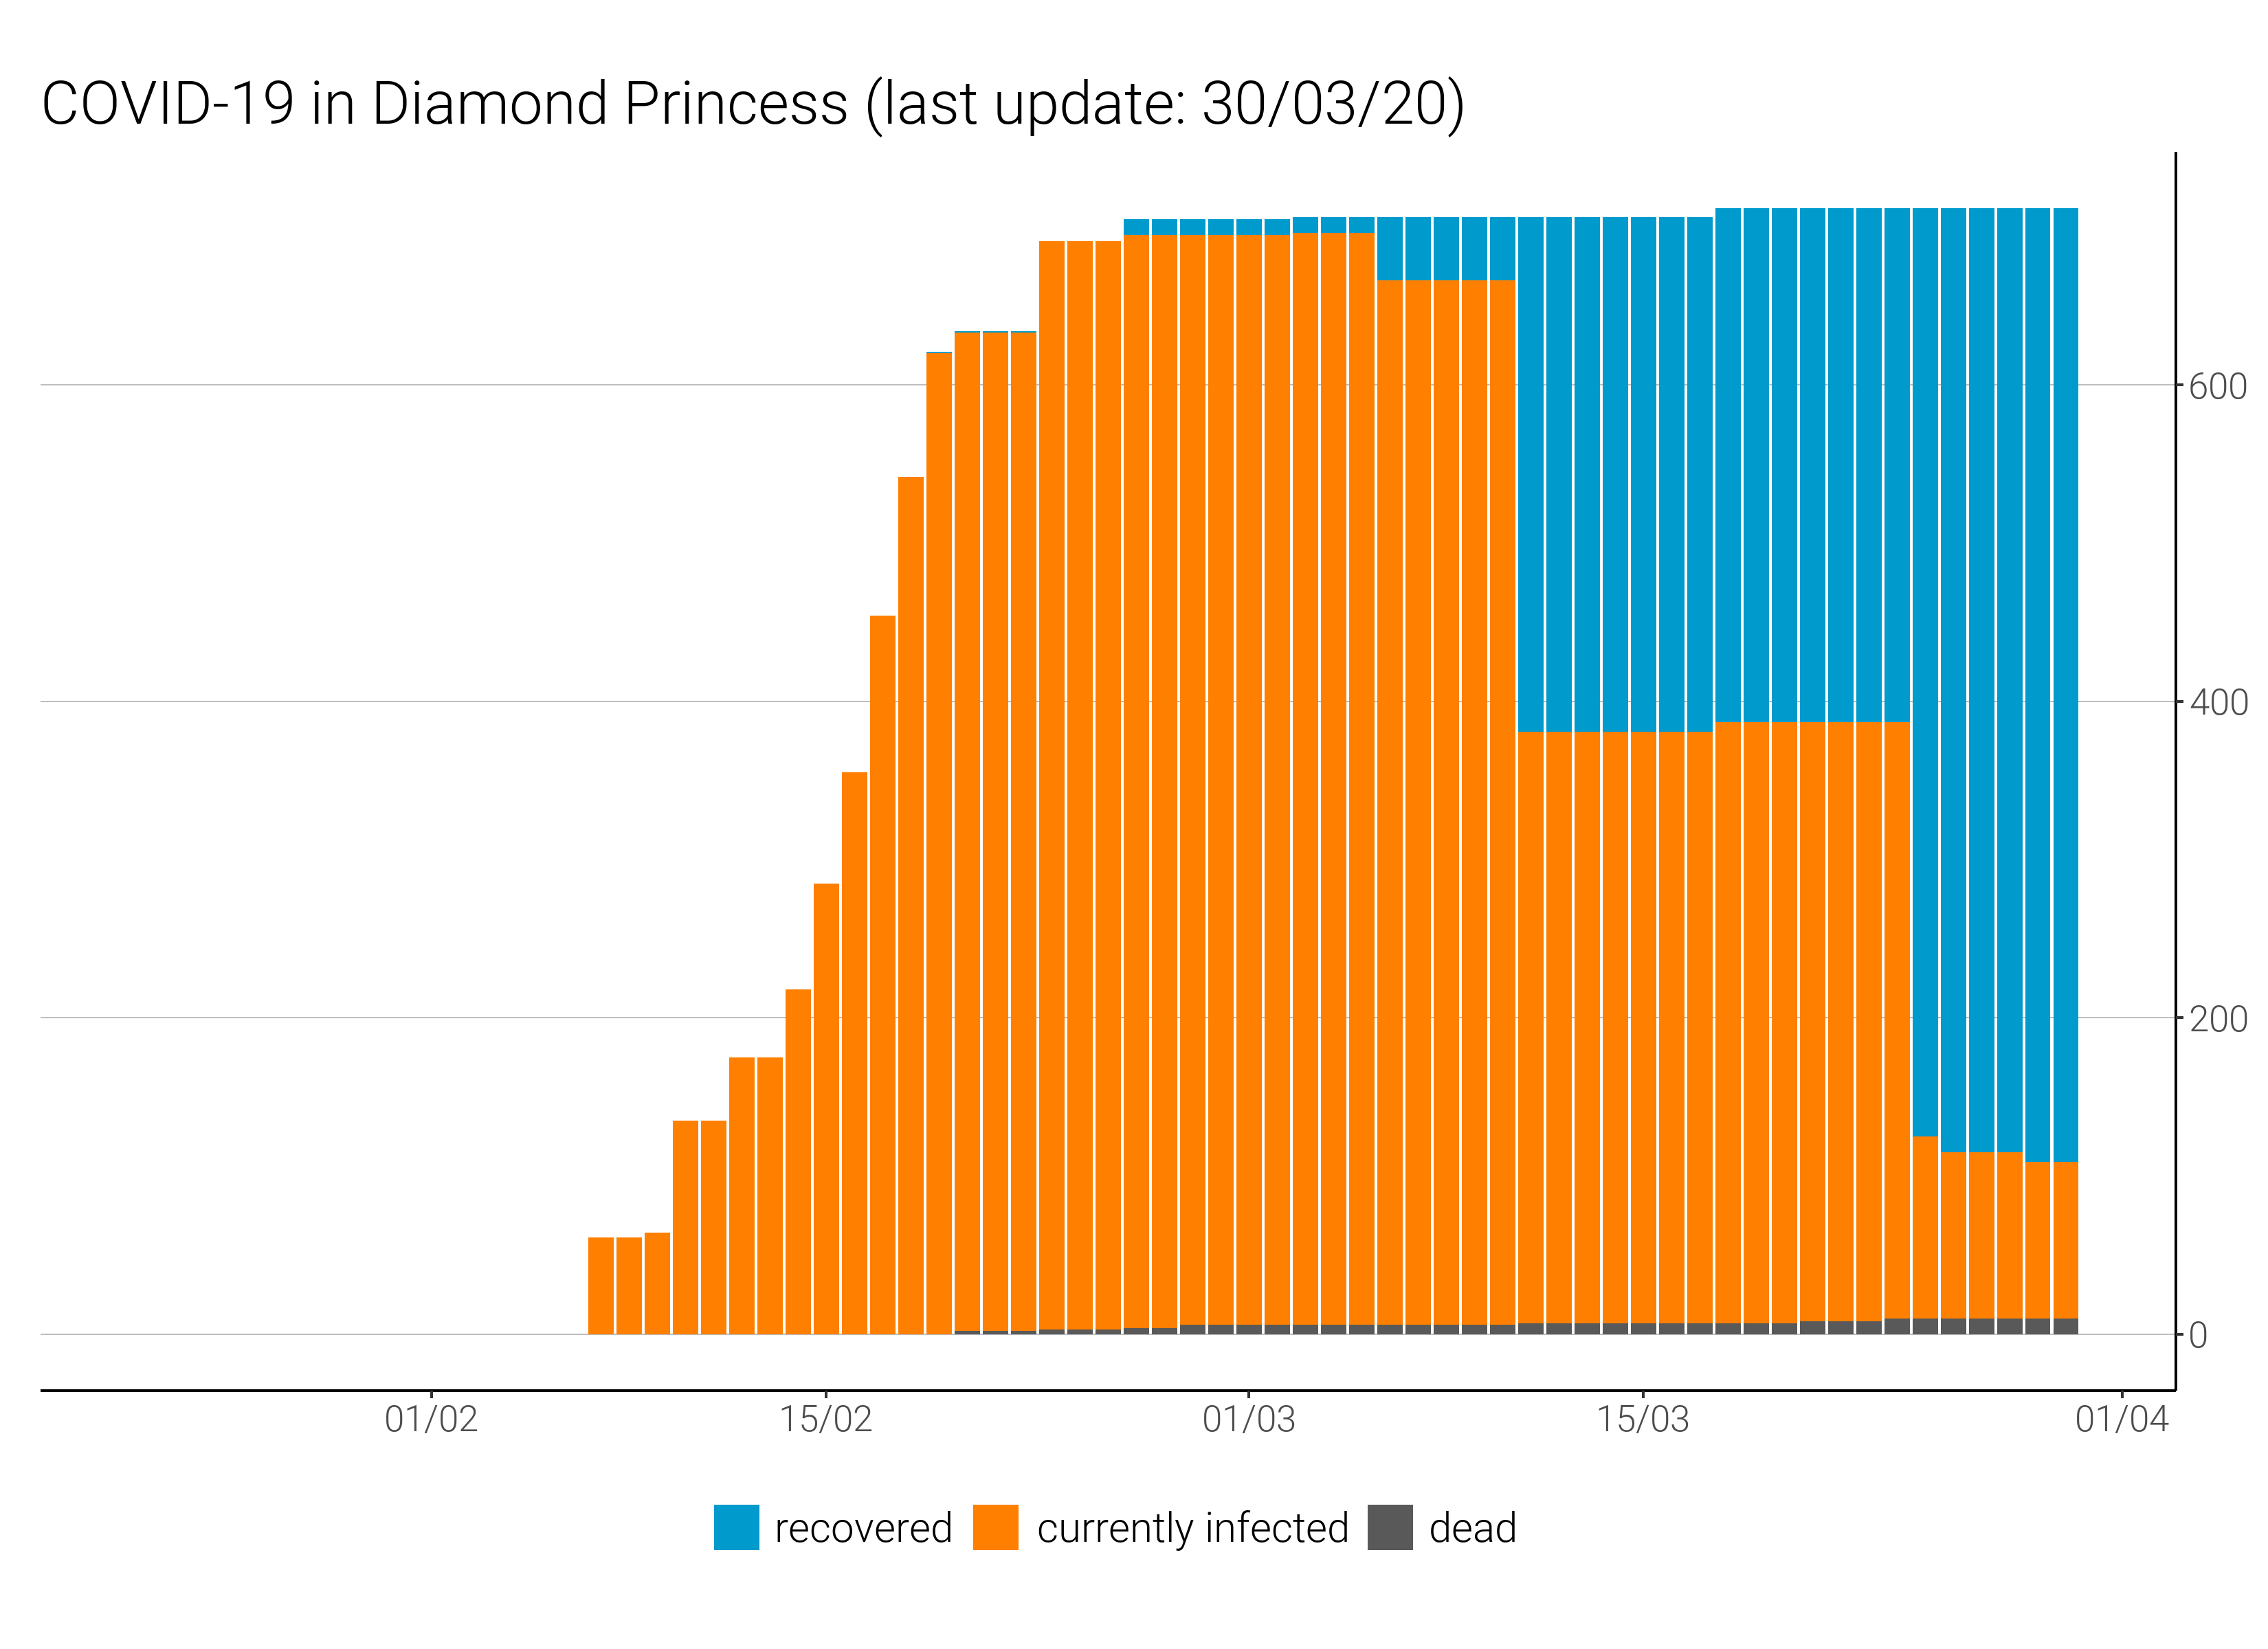 COVID-19 in Diamond Princess (last update: 30/03/20)
600
400
200
0
01/02 15/02 01/03 15/03 01/04
recovered currently infected dead